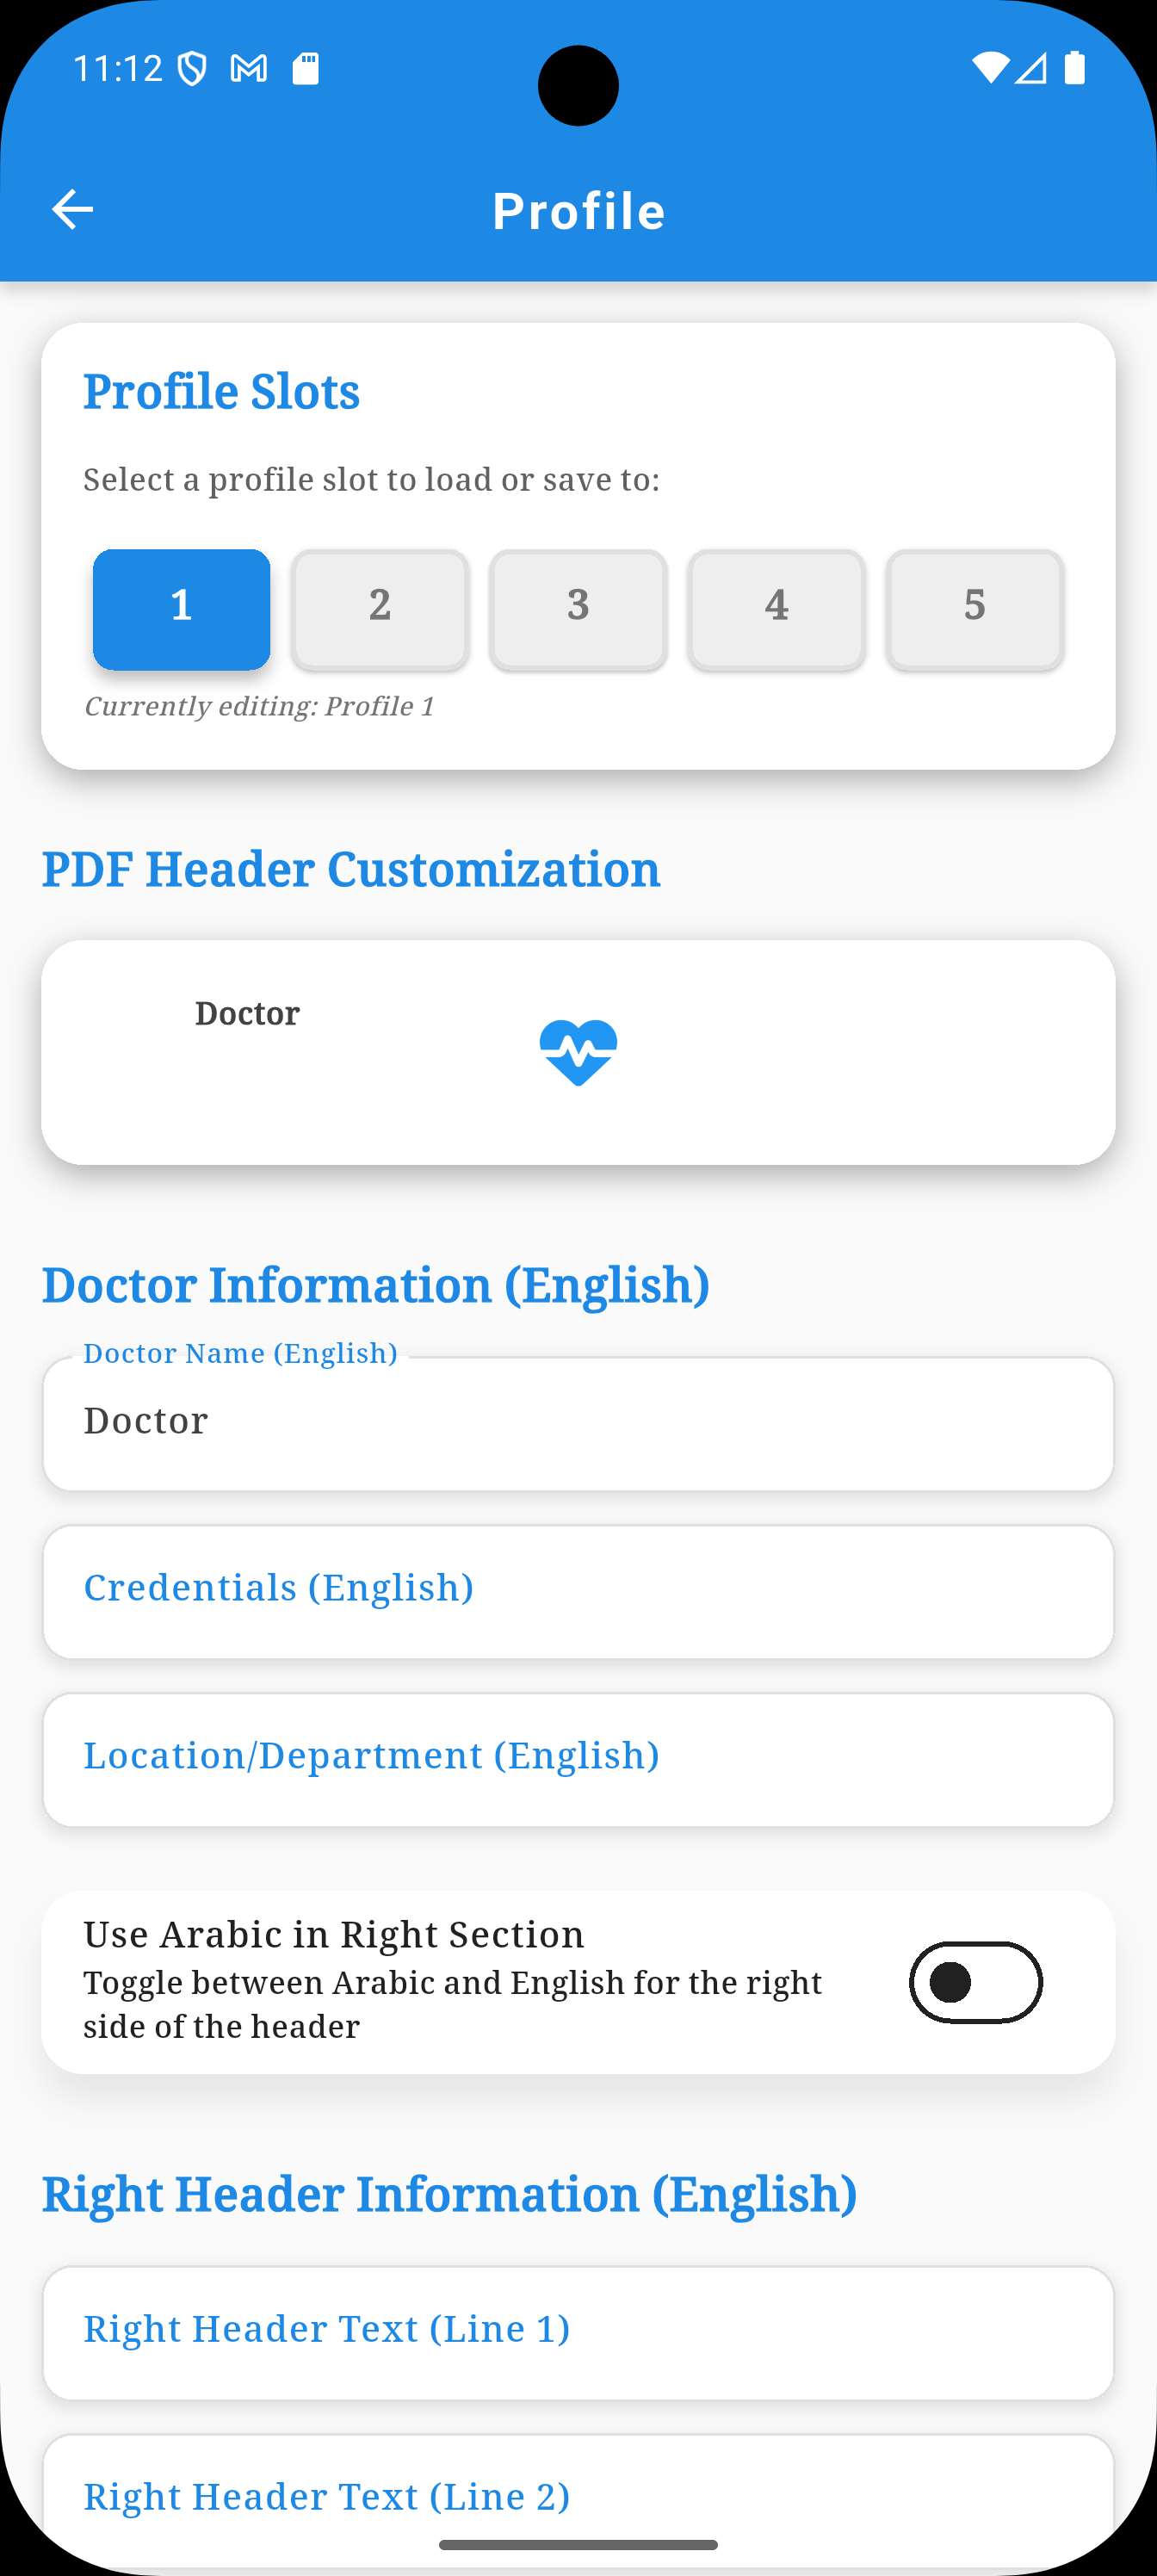 11:12
Profile
Profile Slots
Select a profile slot to load or save to:
1 2 3 4 5
Currently editing: Profile 1
PDF Header Customization
Doctor
Doctor Information (English)
Doctor Name (English)
Doctor
Credentials (English)
Location/Department (English)
Use Arabic in Right Section
Toggle between Arabic and English for the right
side of the header
Right Header Information (English)
Right Header Text (Line 1)
Right Header Text (Line 2)